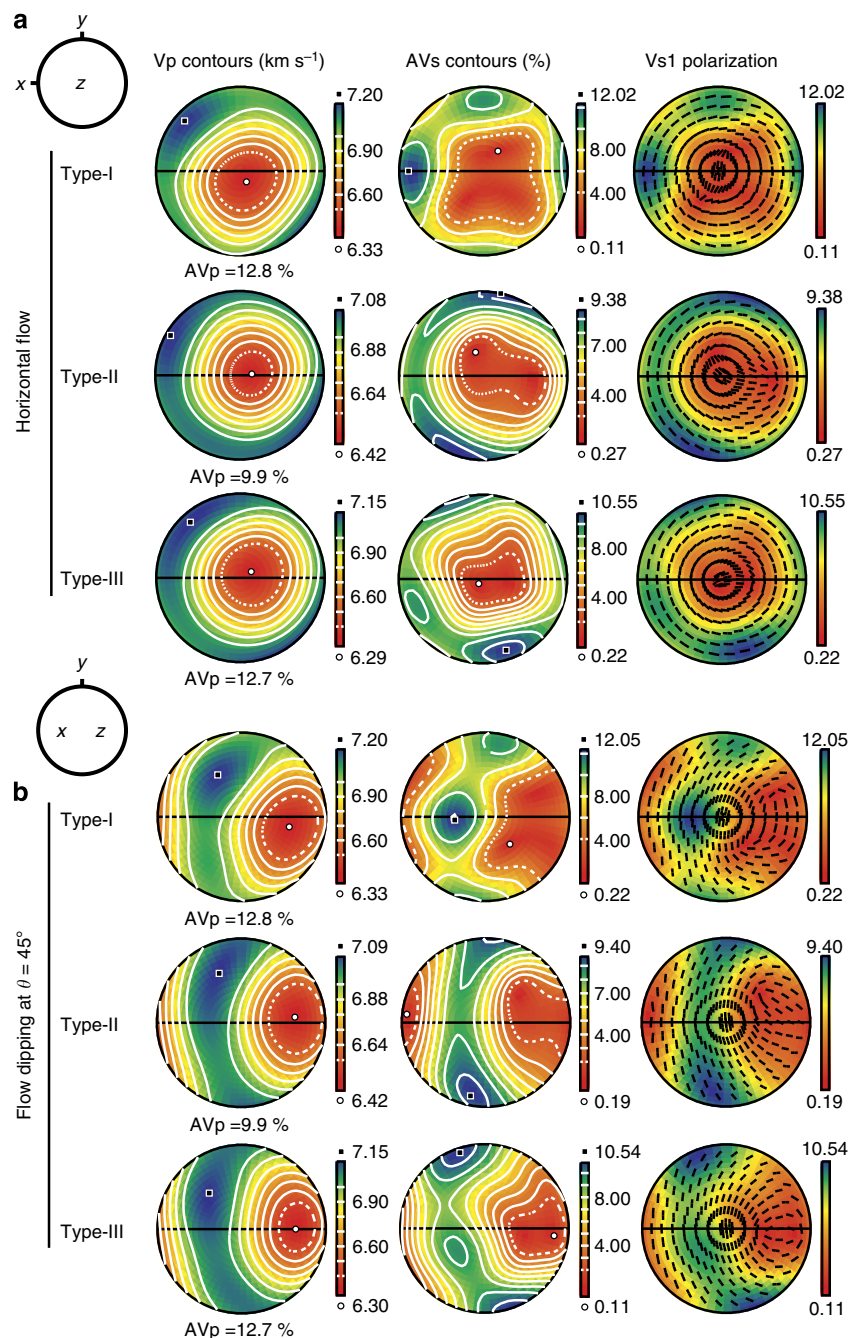 a
y
x
z
Vp contours (km s⁻¹)
AVs contours (%)
Vs1 polarization
Horizontal flow
Type-I
7.20
6.90
6.60
6.33
AVp =12.8 %
12.02
8.00
4.00
0.11
12.02
0.11
Type-II
7.08
6.88
6.64
6.42
AVp =9.9 %
9.38
7.00
4.00
0.27
9.38
0.27
Type-III
7.15
6.90
6.60
6.29
AVp =12.7 %
10.55
8.00
4.00
0.22
10.55
0.22
y
x
z
b
Flow dipping at θ = 45°
Type-I
7.20
6.90
6.60
6.33
AVp =12.8 %
12.05
8.00
4.00
0.22
12.05
0.22
Type-II
7.09
6.88
6.64
6.42
AVp =9.9 %
9.40
7.00
4.00
0.19
9.40
0.19
Type-III
7.15
6.90
6.60
6.30
AVp =12.7 %
10.54
8.00
4.00
0.11
10.54
0.11